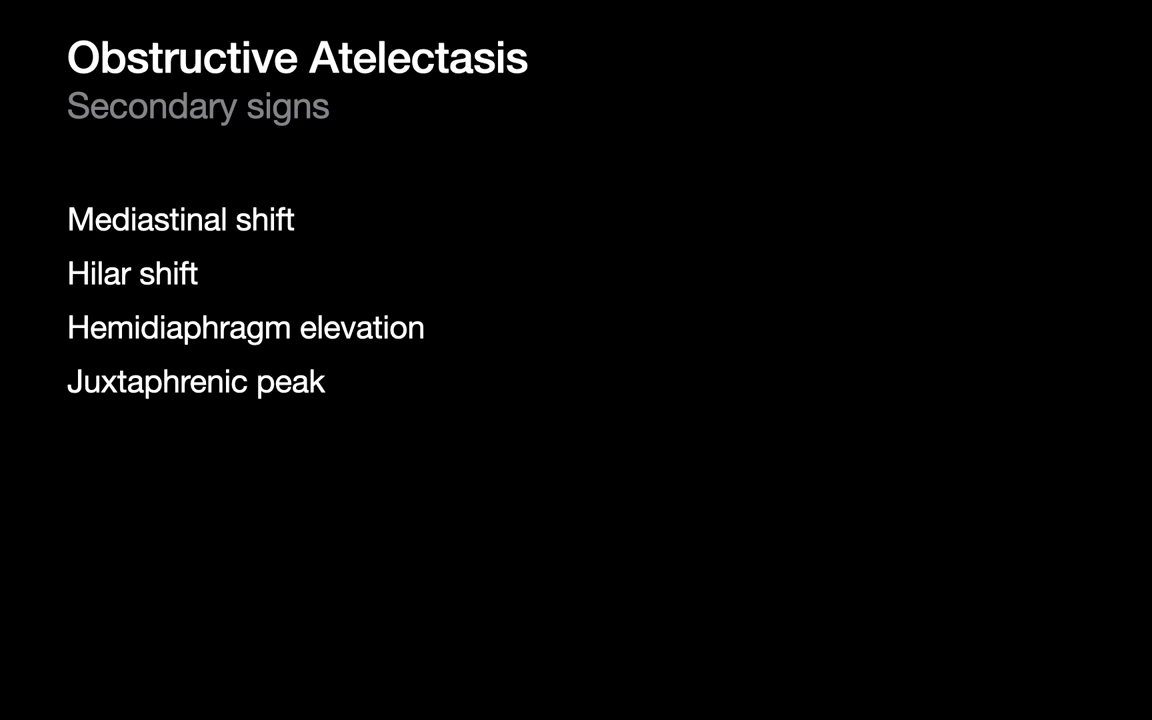 Obstructive Atelectasis
Secondary signs
Mediastinal shift
Hilar shift
Hemidiaphragm elevation
Juxtaphrenic peak